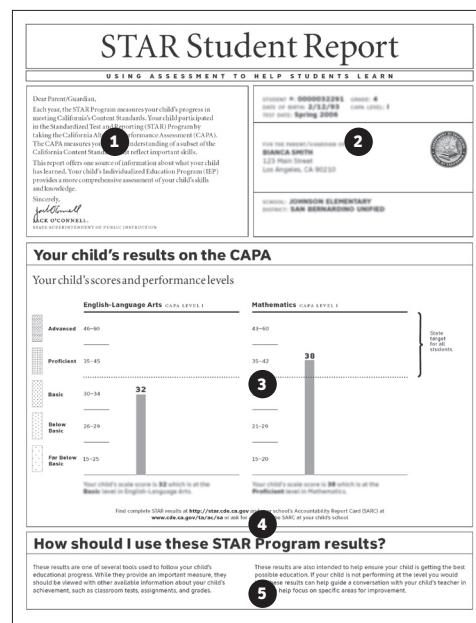 STAR Student Report
USING ASSESSMENT TO HELP STUDENTS LEARN
Dear Parent/Guardian,
Each year, the STAR Program measures your child's progress in
meeting California's Content Standards. Your child participated
in the Standardized Test and Reporting (STAR) Program by
taking the California Al 1 erformance Assessment (CAPA).
The CAPA measures yo nderstanding of a subset of the
California Content Stand t reflect important skills.
This report offers one source of information about what your child
has learned. Your child's Individualized Education Program (IEP)
provides a more comprehensive assessment of your child's skills
and knowledge.
Sincerely,
JACK O'CONNELL,
STATE SUPERINTENDENT OF PUBLIC INSTRUCTION
STUDENT #: 0000032291 GRADE: 4
DATE OF BIRTH: 2/12/93 CAPA LEVEL: I
TEST DATE: Spring 2006
2
FOR THE PARENT/GUARDIAN OF:
BIANCA SMITH
123 Main Street
Los Angeles, CA 90210
SCHOOL: JOHNSON ELEMENTARY
DISTRICT: SAN BERNARDINO UNIFIED
Your child's results on the CAPA
Your child's scores and performance levels
English-Language Arts CAPA LEVEL I
Mathematics CAPA LEVEL I
Advanced 46-60 43-60
State
target
for all
students
Proficient 35-45 35-42
38
3
Basic 30-34
32
Below
Basic 26-29 21-29
Far Below
Basic 15-25 15-20
Your child's scale score is 32 which is at the
Basic level in English-Language Arts.
Your child's scale score is 38 which is at the
Proficient level in Mathematics.
Find complete STAR results at http://star.cde.ca.gov and your school's Accountability Report Card (SARC) at
www.cde.ca.gov/ta/ac/sa or ask for 4 he SARC at your child's school
How should I use these STAR Program results?
These results are one of several tools used to follow your child's
educational progress. While they provide an important measure, they
should be viewed with other available information about your child's
achievement, such as classroom tests, assignments, and grades.
These results are also intended to help ensure your child is getting the best
possible education. If your child is not performing at the level you would
hese results can help guide a conversation with your child's teacher in
5 help focus on specific areas for improvement.